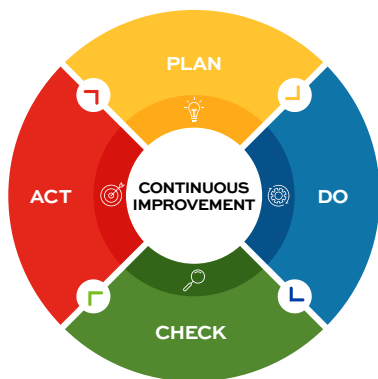 PLAN
ACT
CONTINUOUS
IMPROVEMENT
DO
CHECK